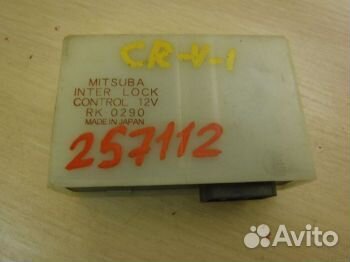 CR-V-1
MITSUBA
INTER LOCK
CONTROL 12V
RK-0290
MADE IN JAPAN
257112
Avito